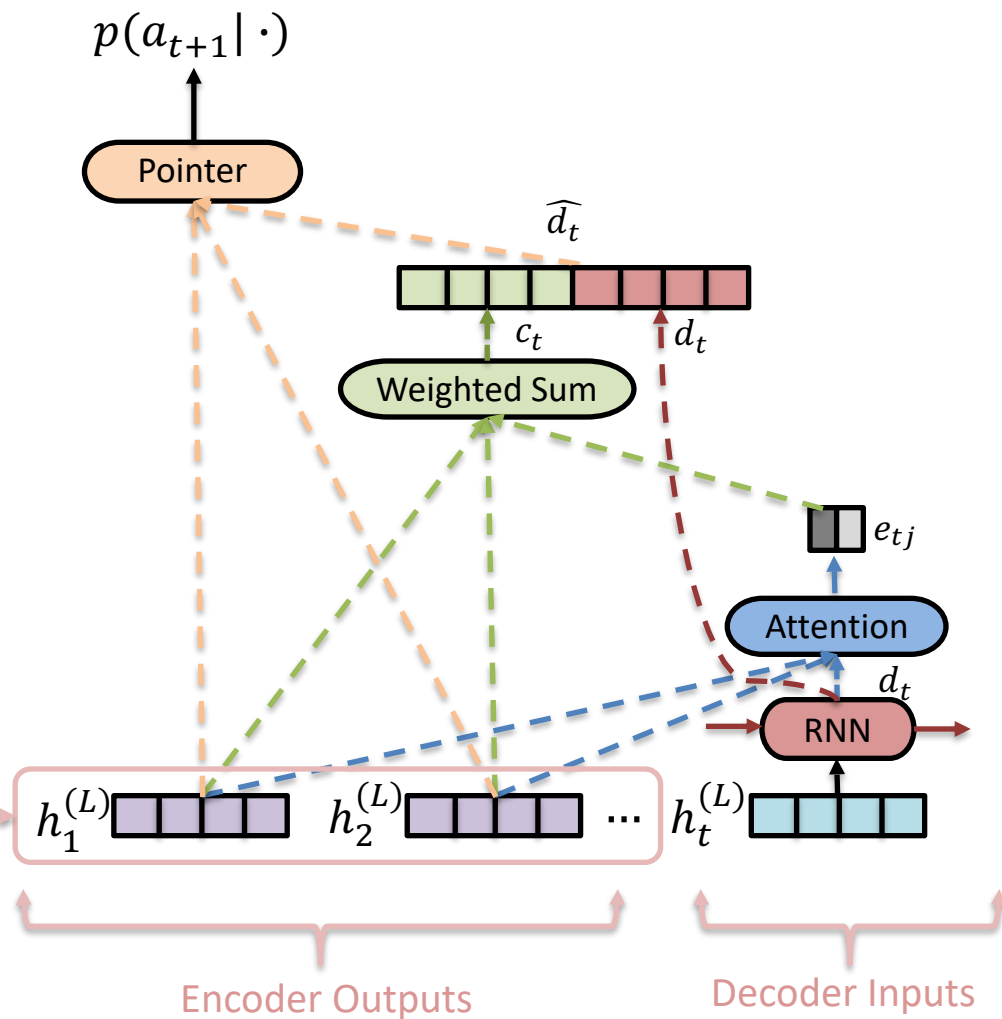 p(a_{t+1}| ·)
Pointer
\widehat{d_t}
c_t
d_t
Weighted Sum
e_{tj}
Attention
d_t
RNN
h_1^{(L)}
h_2^{(L)}
...
h_t^{(L)}
Encoder Outputs
Decoder Inputs